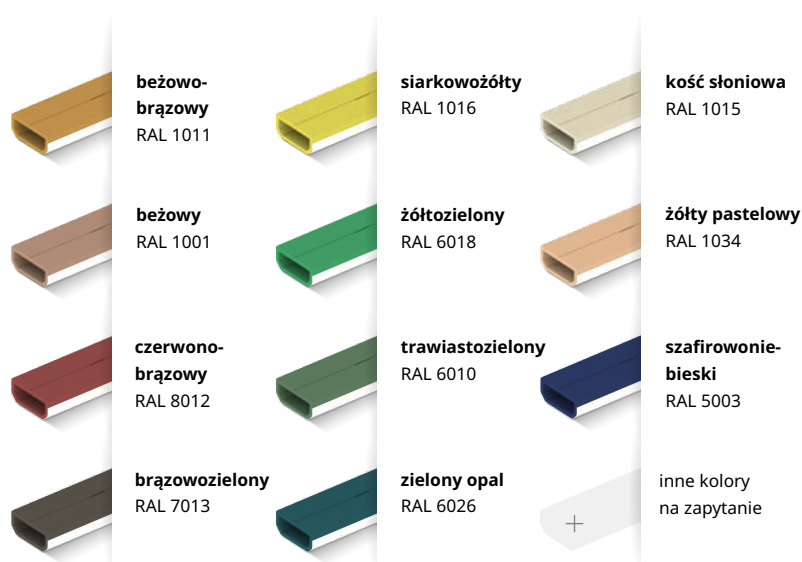 beżowo-
brązowy
RAL 1011
siarkowożółty
RAL 1016
kość słoniowa
RAL 1015
beżowy
RAL 1001
żółtozielony
RAL 6018
żółty pastelowy
RAL 1034
czerwono-
brązowy
RAL 8012
trawiastozielony
RAL 6010
szafirowonie-
bieski
RAL 5003
brązowozielony
RAL 7013
zielony opal
RAL 6026
inne kolory
na zapytanie